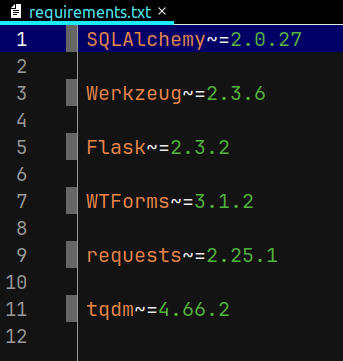 requirements.txt ×
1 SQLAlchemy~=2.0.27
2
3 Werkzeug~=2.3.6
4
5 Flask~=2.3.2
6
7 WTForms~=3.1.2
8
9 requests~=2.25.1
10
11 tqdm~=4.66.2
12